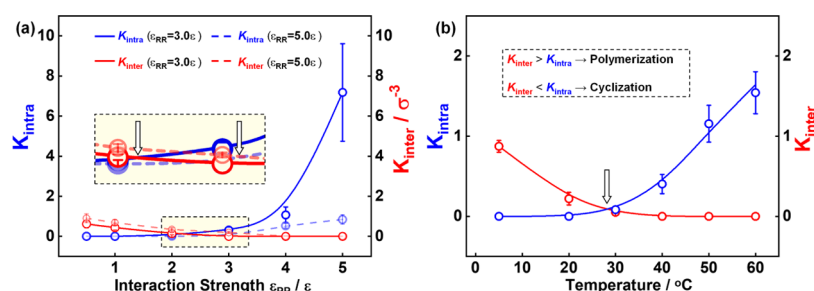 (a)
K_intra (ε_RR=3.0ε) K_intra (ε_RR=5.0ε)
K_inter (ε_RR=3.0ε) K_inter (ε_RR=5.0ε)
K_intra
10
8
6
4
2
0
K_inter / σ^-3
10
8
6
4
2
0
1 2 3 4 5
Interaction Strength ε_RR / ε
(b)
K_inter > K_intra → Polymerization
K_inter < K_intra → Cyclization
K_intra
2
1
0
K_inter
2
1
0
0 10 20 30 40 50 60
Temperature / °C